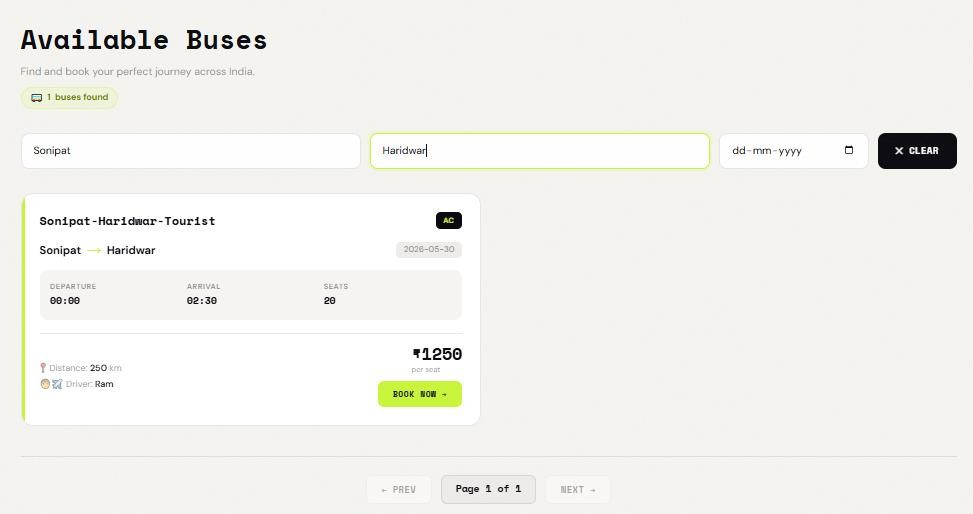 Available Buses
Find and book your perfect journey across India.
1 buses found
Sonipat
Haridwar
dd-mm-yyyy
✕ CLEAR
Sonipat-Haridwar-Tourist
AC
Sonipat → Haridwar
2026-05-30
DEPARTURE ARRIVAL SEATS
00:00 02:30 20
₹1250
per seat
Distance: 250 km
Driver: Ram
BOOK NOW →
← PREV
Page 1 of 1
NEXT →